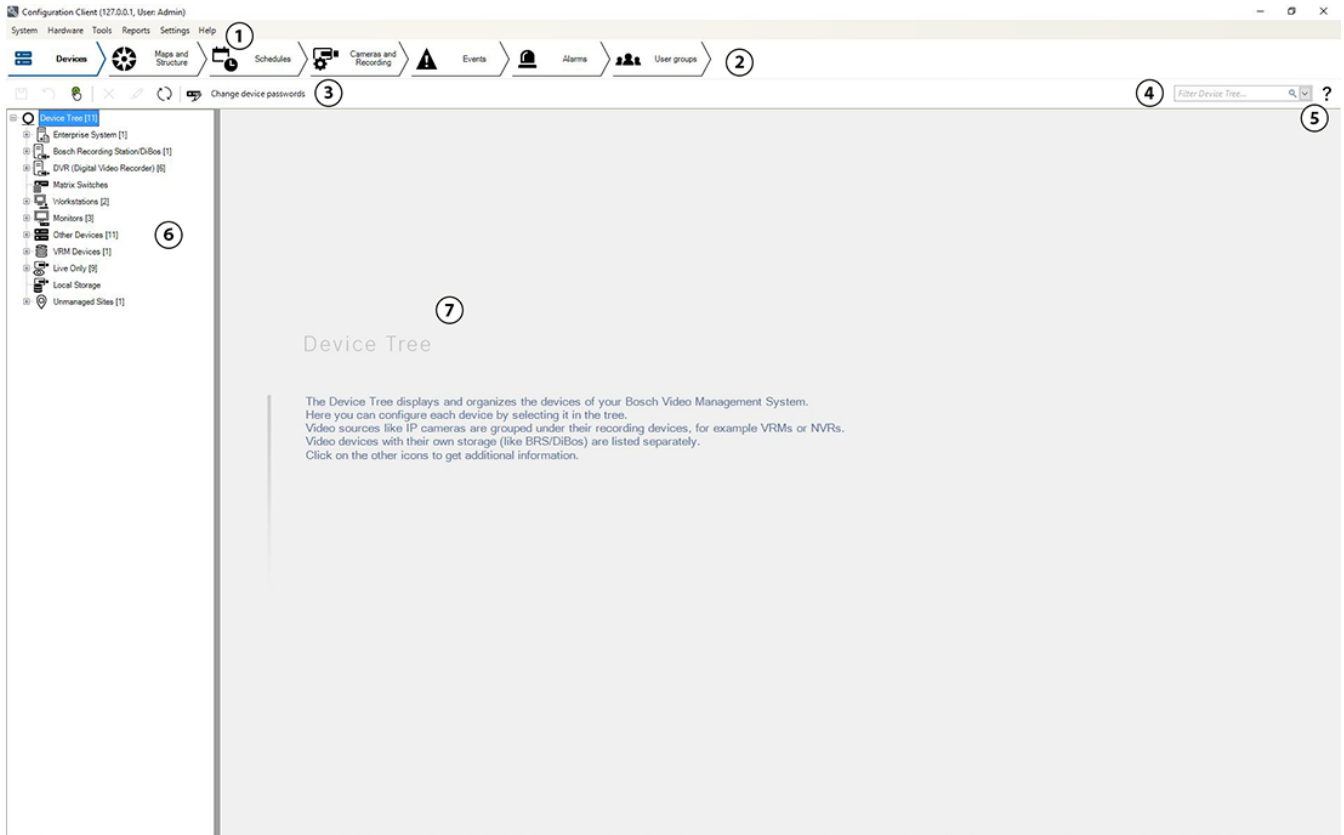 Configuration Client (127.0.0.1, User: Admin)
System Hardware Tools Reports Settings Help
1
Devices
Maps and
Structure
Schedules
Cameras and
Recording
Events
Alarms
User groups
2
Change device passwords
3
4
Filter Device Tree...
?
5
Device Tree [11]
Enterprise System [1]
Bosch Recording Station/DiBos [1]
DVR (Digital Video Recorder) [6]
Matrix Switches
Workstations [2]
Monitors [3]
Other Devices [11]
6
VRM Devices [1]
Live Only [9]
Local Storage
Unmanaged Sites [1]
7
Device Tree
The Device Tree displays and organizes the devices of your Bosch Video Management System.
Here you can configure each device by selecting it in the tree.
Video sources like IP cameras are grouped under their recording devices, for example VRMs or NVRs.
Video devices with their own storage (like BRS/DiBos) are listed separately.
Click on the other icons to get additional information.